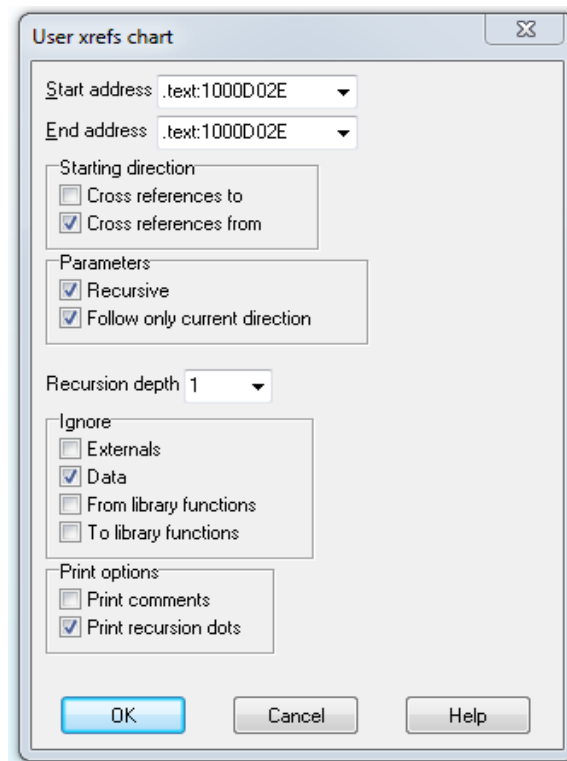 User xrefs chart
Start address .text:1000D02E
End address .text:1000D02E
Starting direction
Cross references to
Cross references from
Parameters
Recursive
Follow only current direction
Recursion depth 1
Ignore
Externals
Data
From library functions
To library functions
Print options
Print comments
Print recursion dots
OK Cancel Help